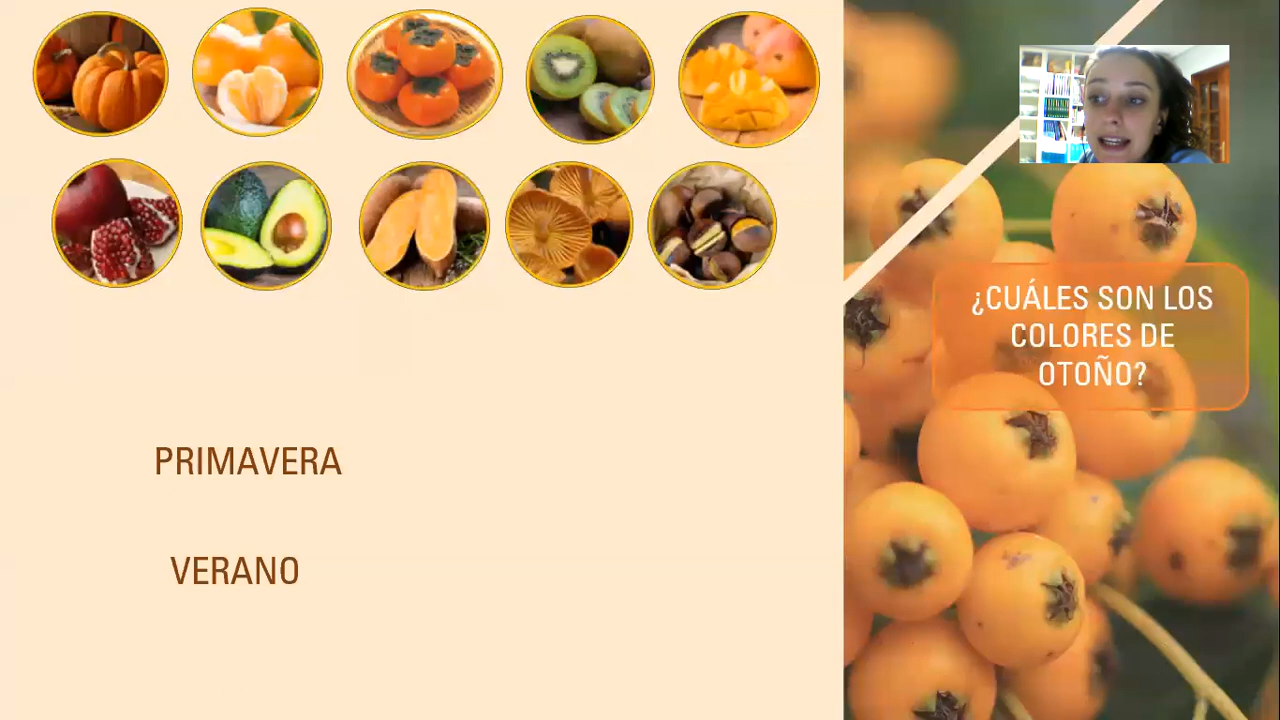 ¿CUÁLES SON LOS
COLORES DE
OTOÑO?
PRIMAVERA
VERANO